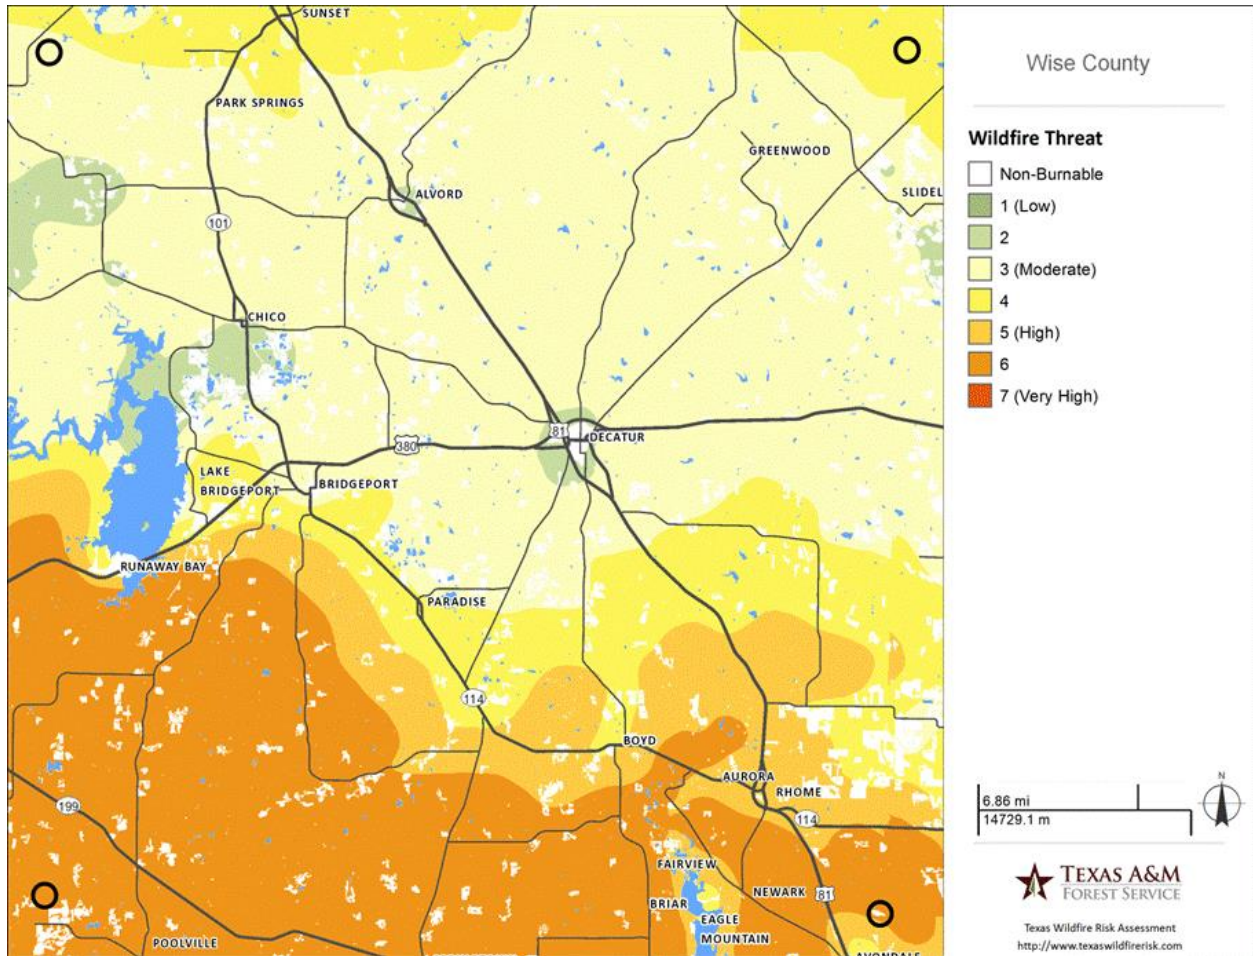 SUNSET
PARK SPRINGS
GREENWOOD
ALVORD
SLIDEL
101
CHICO
81
DECATUR
380
LAKE
BRIDGEPORT
BRIDGEPORT
RUNAWAY BAY
PARADISE
114
BOYD
AURORA
RHOME
199
114
FAIRVIEW
NEWARK
81
BRIAR
EAGLE
MOUNTAIN
POOLVILLE
AVONDALE
Wise County
Wildfire Threat
Non-Burnable
1 (Low)
2
3 (Moderate)
4
5 (High)
6
7 (Very High)
N
6.86 mi
14729.1 m
TEXAS A&M
FOREST SERVICE
Texas Wildfire Risk Assessment
http://www.texaswildfirerisk.com